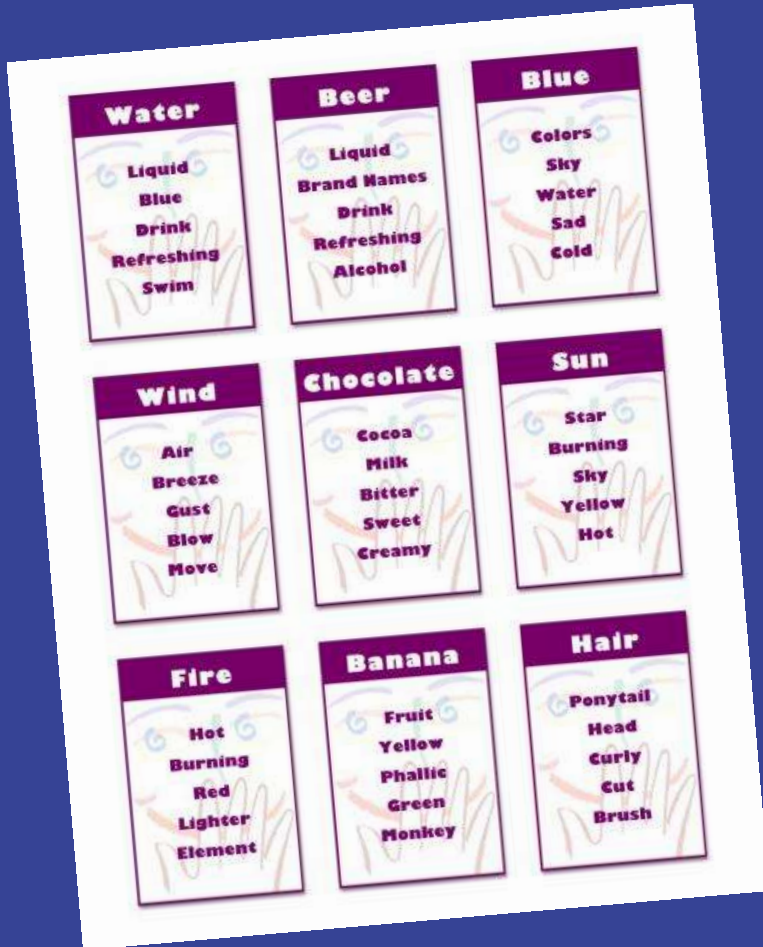 Water
Liquid
Blue
Drink
Refreshing
Swim
Beer
Liquid
Brand Names
Drink
Refreshing
Alcohol
Blue
Colors
Sky
Water
Sad
Cold
Wind
Air
Breeze
Gust
Blow
Move
Chocolate
Cocoa
Milk
Bitter
Sweet
Creamy
Sun
Star
Burning
Sky
Yellow
Hot
Fire
Hot
Burning
Red
Lighter
Element
Banana
Fruit
Yellow
Phallic
Green
Monkey
Hair
Ponytail
Head
Curly
Cut
Brush